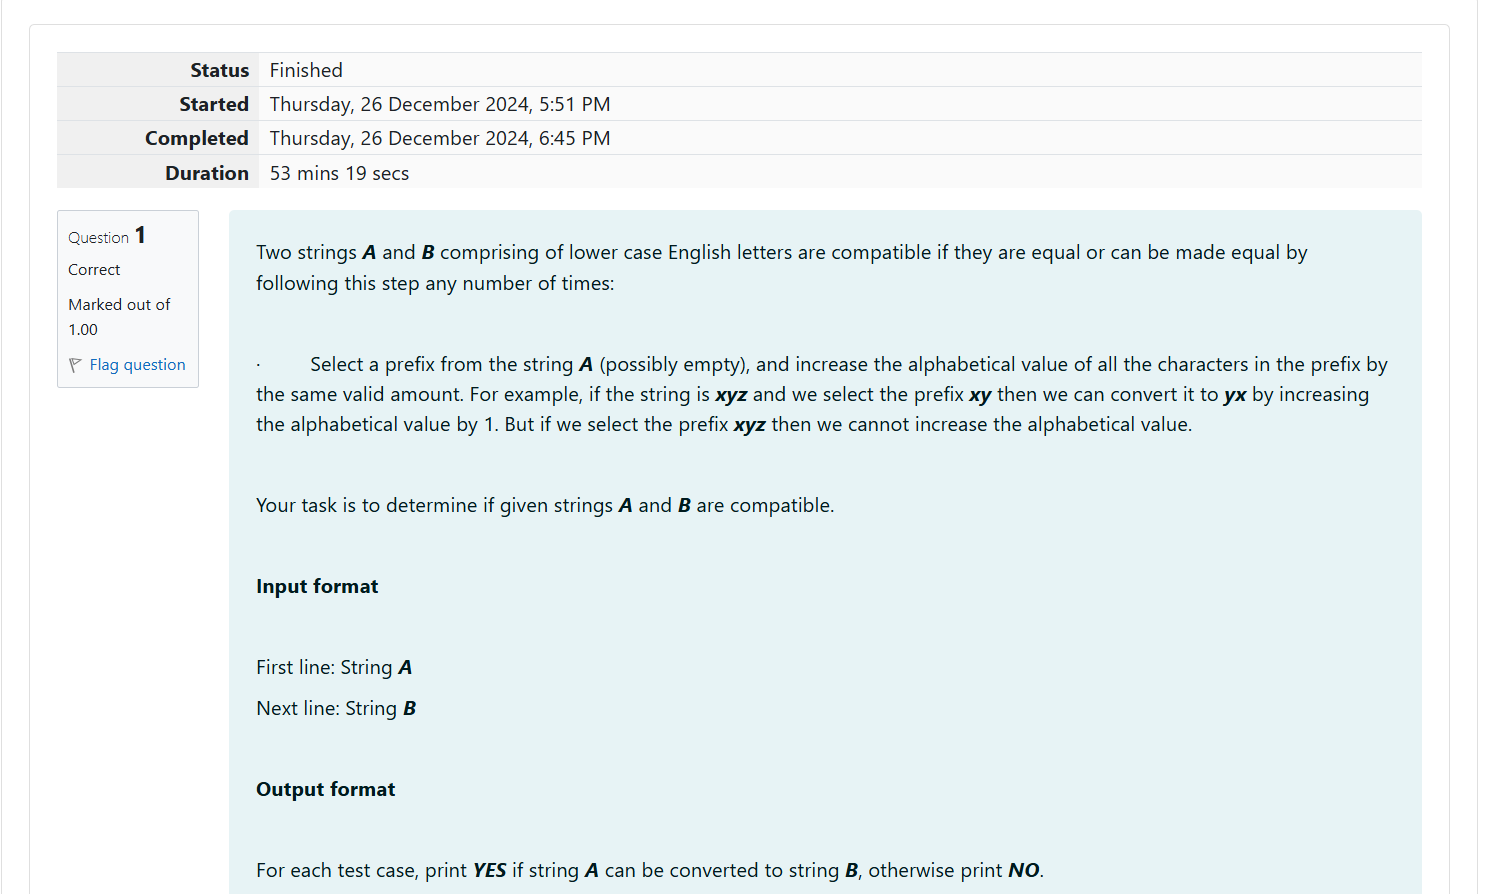 Status Finished
Started Thursday, 26 December 2024, 5:51 PM
Completed Thursday, 26 December 2024, 6:45 PM
Duration 53 mins 19 secs
Question 1
Correct
Marked out of
1.00
Flag question
Two strings A and B comprising of lower case English letters are compatible if they are equal or can be made equal by
following this step any number of times:
· Select a prefix from the string A (possibly empty), and increase the alphabetical value of all the characters in the prefix by
the same valid amount. For example, if the string is xyz and we select the prefix xy then we can convert it to yx by increasing
the alphabetical value by 1. But if we select the prefix xyz then we cannot increase the alphabetical value.
Your task is to determine if given strings A and B are compatible.
Input format
First line: String A
Next line: String B
Output format
For each test case, print YES if string A can be converted to string B, otherwise print NO.